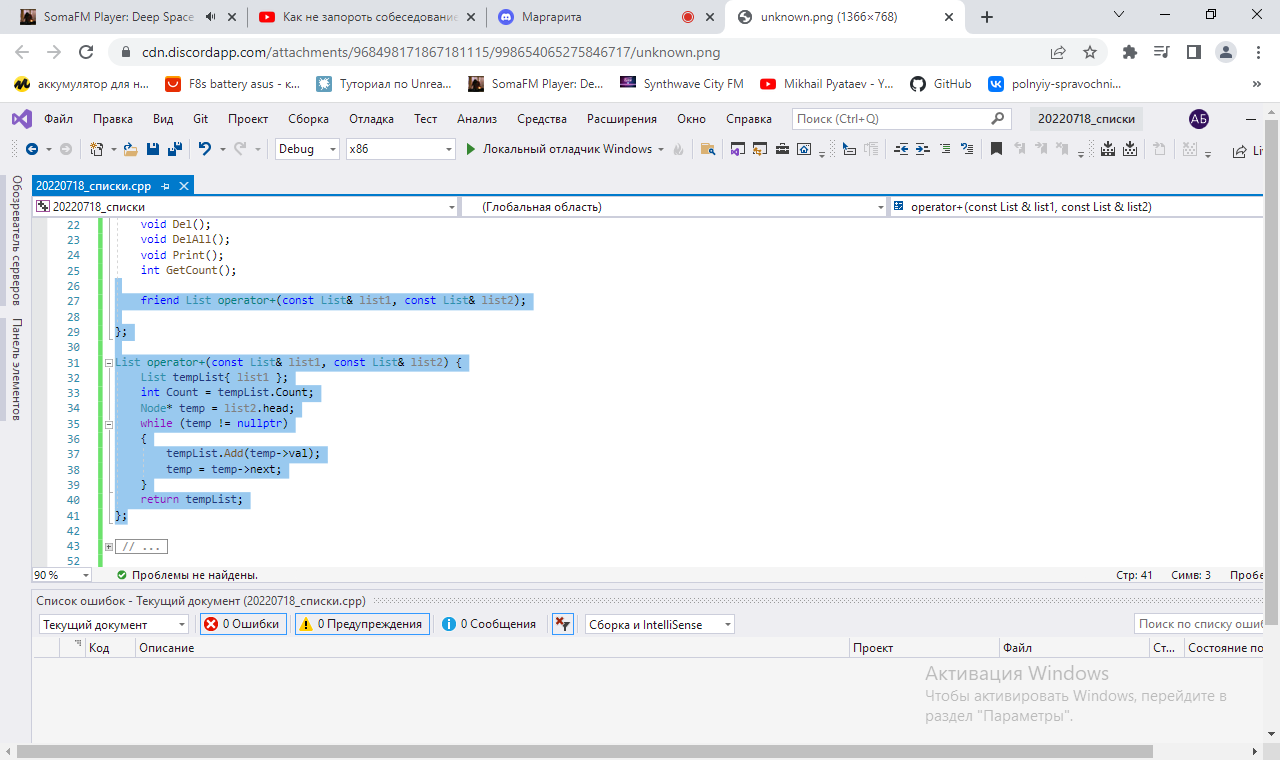 SomaFM Player: Deep Space
Как не запороть собеседование
Маргарита
unknown.png (1366×768)
cdn.discordapp.com/attachments/968498171867181115/998654065275846717/unknown.png
аккумулятор для н...
F8s battery asus - к...
Туториал по Unrea...
SomaFM Player: De...
Synthwave City FM
Mikhail Pyataev - Y...
GitHub
polnyiy-spravochni...
»
Файл Правка Вид Git Проект Сборка Отладка Тест Анализ Средства Расширения Окно Справка
Поиск (Ctrl+Q)
20220718_списки
АБ
Debug
x86
Локальный отладчик Windows
Li
Обозреватель серверов
Панель элементов
20220718_списки.cpp
20220718_списки
(Глобальная область)
operator+(const List & list1, const List & list2)
22 void Del();
23 void DelAll();
24 void Print();
25 int GetCount();
26
27 friend List operator+(const List& list1, const List& list2);
28
29 };
30
31 List operator+(const List& list1, const List& list2) {
32 List tempList{ list1 };
33 int Count = tempList.Count;
34 Node* temp = list2.head;
35 while (temp != nullptr)
36 {
37 tempList.Add(temp->val);
38 temp = temp->next;
39 }
40 return tempList;
41 };
42
43 // ...
52
90 %
Проблемы не найдены.
Стр: 41 Симв: 3 Пробе
Список ошибок - Текущий документ (20220718_списки.cpp)
Текущий документ
0 Ошибки
0 Предупреждения
0 Сообщения
Сборка и IntelliSense
Поиск по списку ошиб
Код Описание Проект Файл Ст... Состояние по
Активация Windows
Чтобы активировать Windows, перейдите в
раздел "Параметры".